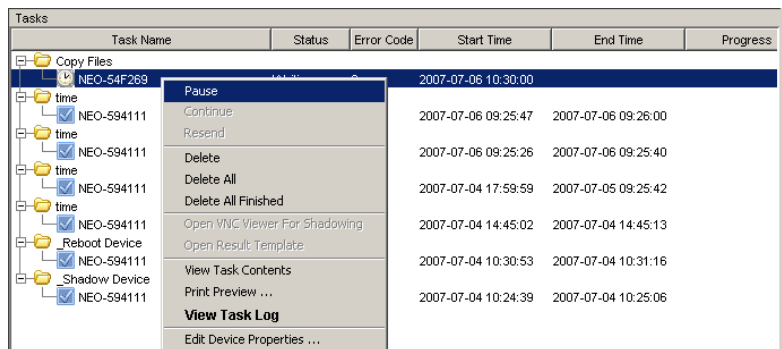 Tasks
Task Name Status Error Code Start Time End Time Progress
Copy Files
NEO-54F269 2007-07-06 10:30:00
Pause
time
Continue
NEO-594111 2007-07-06 09:25:47 2007-07-06 09:26:00
Resend
time
NEO-594111 Delete 2007-07-06 09:25:26 2007-07-06 09:25:40
time
Delete All
NEO-594111 2007-07-04 17:59:59 2007-07-05 09:25:42
Delete All Finished
time
NEO-594111 Open VNC Viewer For Shadowing 2007-07-04 14:45:02 2007-07-04 14:45:13
_Reboot Device Open Result Template
NEO-594111 2007-07-04 10:30:53 2007-07-04 10:31:16
View Task Contents
_Shadow Device
Print Preview ...
NEO-594111 2007-07-04 10:24:39 2007-07-04 10:25:06
View Task Log
Edit Device Properties ...